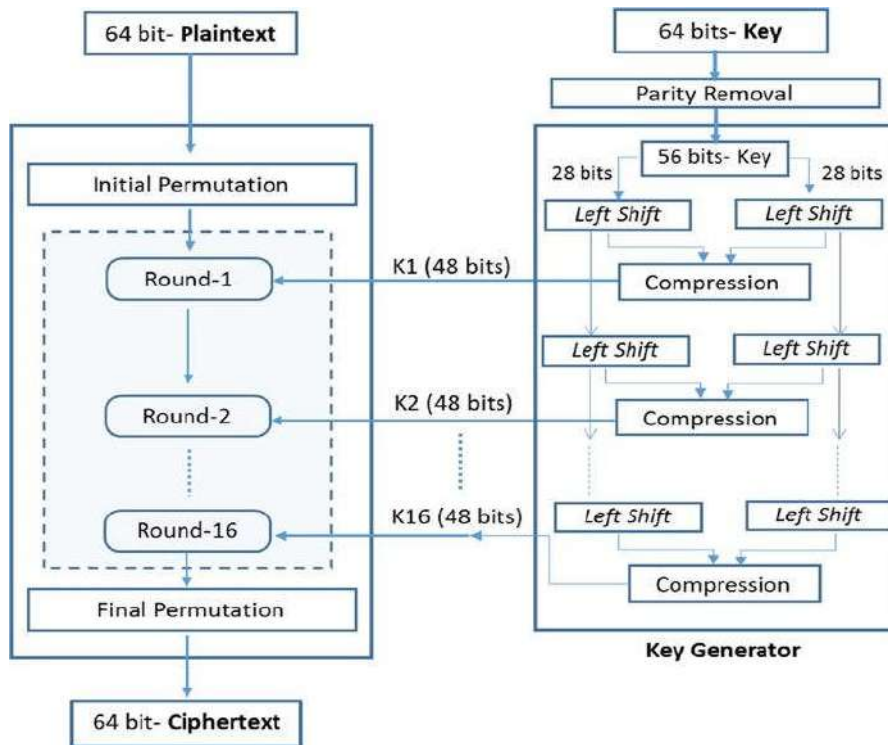 64 bit- Plaintext
Initial Permutation
Round-1
Round-2
Round-16
Final Permutation
64 bit- Ciphertext
K1 (48 bits)
K2 (48 bits)
K16 (48 bits)
64 bits- Key
Parity Removal
56 bits- Key
28 bits
28 bits
Left Shift
Left Shift
Compression
Left Shift
Left Shift
Compression
Left Shift
Left Shift
Compression
Key Generator